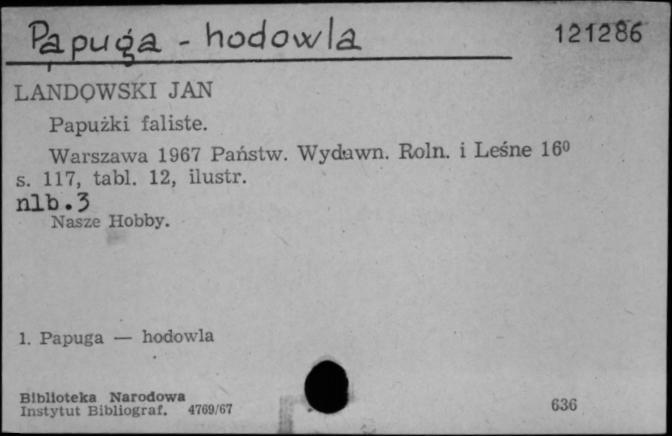 Papuga - hodowla 121286
LANDOWSKI JAN
Papużki faliste.
Warszawa 1967 Państw. Wydawn. Roln. i Leśne 16⁰
s. 117, tabl. 12, ilustr.
nlb.3
Nasze Hobby.
1. Papuga — hodowla
Biblioteka Narodowa
Instytut Bibliograf. 4769/67 636